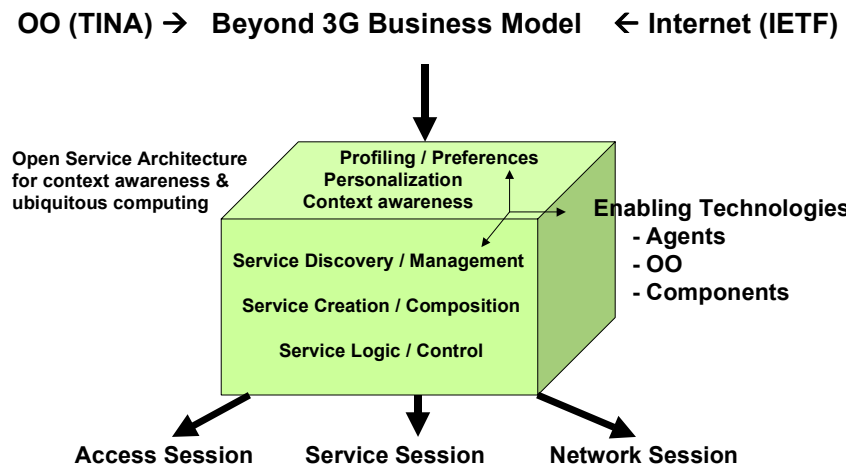 OO (TINA) → Beyond 3G Business Model ← Internet (IETF)
Open Service Architecture
for context awareness &
ubiquitous computing
Profiling / Preferences
Personalization
Context awareness
Enabling Technologies
- Agents
- OO
- Components
Service Discovery / Management
Service Creation / Composition
Service Logic / Control
Access Session
Service Session
Network Session